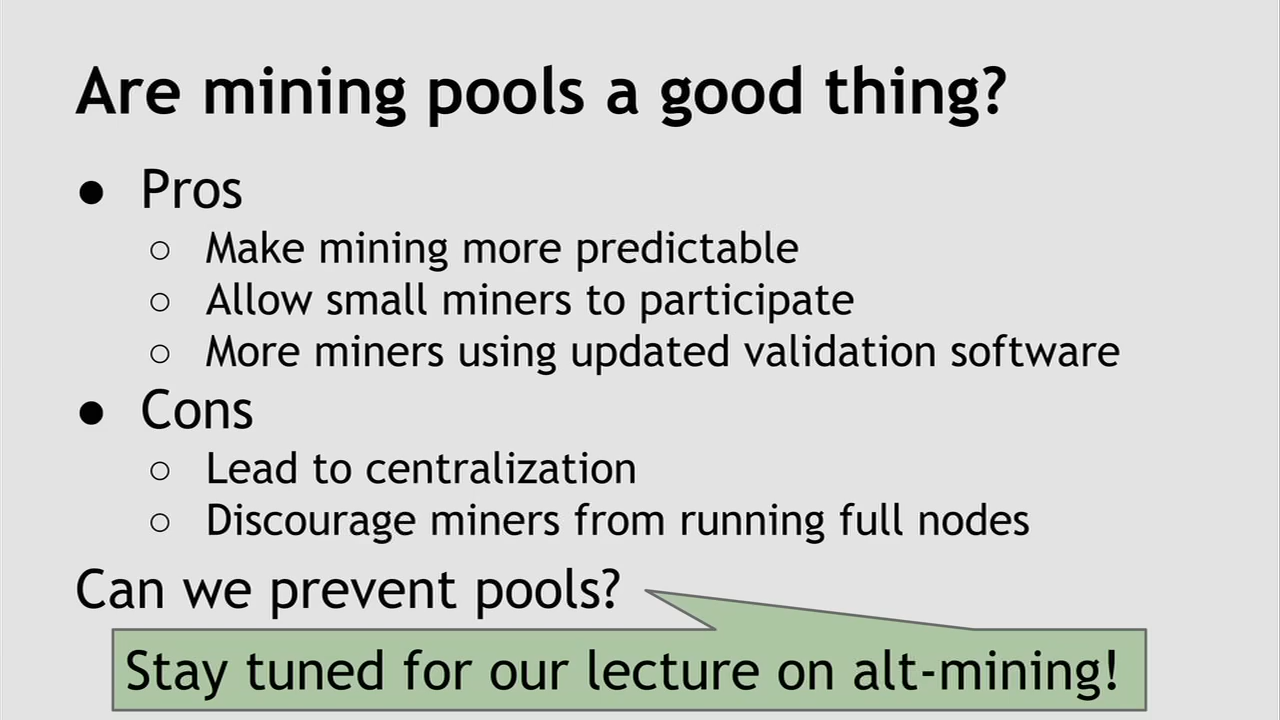 Are mining pools a good thing?
● Pros
○ Make mining more predictable
○ Allow small miners to participate
○ More miners using updated validation software
● Cons
○ Lead to centralization
○ Discourage miners from running full nodes
Can we prevent pools?
Stay tuned for our lecture on alt-mining!